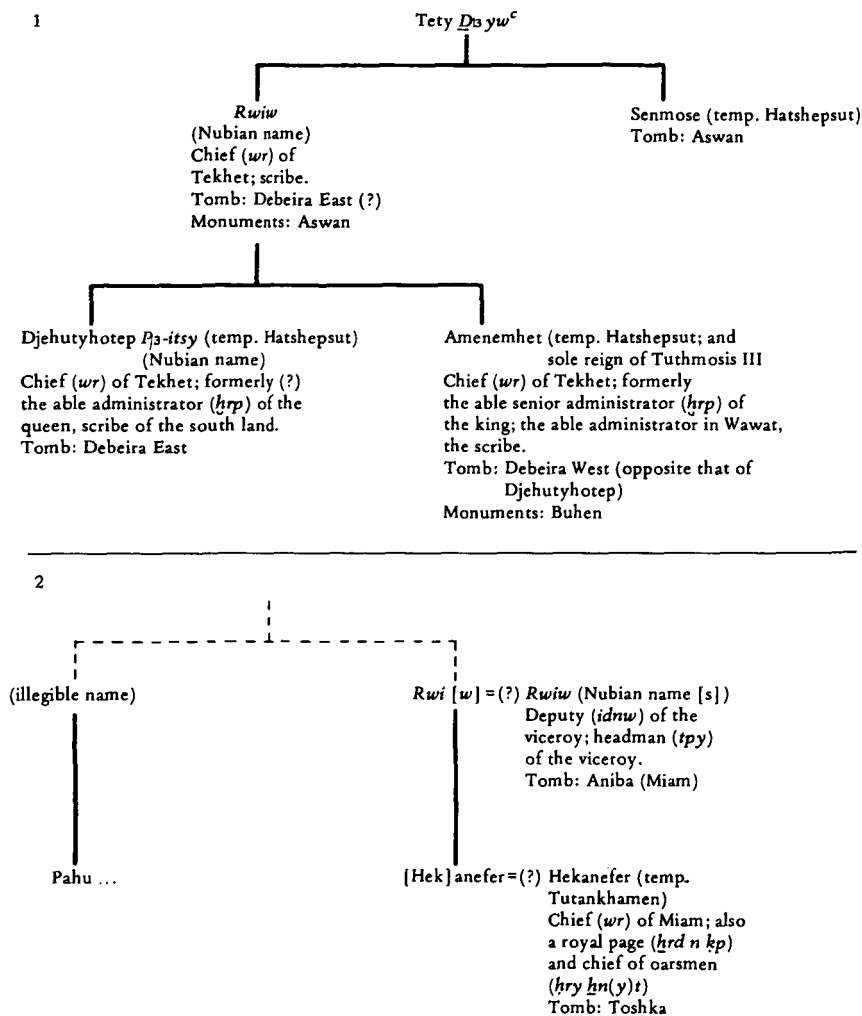 1
Tety Ḏꜣ yw^c
Rwiw
(Nubian name)
Chief (wr) of
Tekhet; scribe.
Tomb: Debeira East (?)
Monuments: Aswan
Senmose (temp. Hatshepsut)
Tomb: Aswan
Djehutyhotep Pꜣ-itsy (temp. Hatshepsut)
(Nubian name)
Chief (wr) of Tekhet; formerly (?)
the able administrator (ḫrp) of the
queen, scribe of the south land.
Tomb: Debeira East
Amenemhet (temp. Hatshepsut; and
sole reign of Tuthmosis III
Chief (wr) of Tekhet; formerly
the able senior administrator (ḫrp) of
the king; the able administrator in Wawat,
the scribe.
Tomb: Debeira West (opposite that of
Djehutyhotep)
Monuments: Buhen
2
(illegible name)
Pahu ...
Rwi [w] =(?) Rwiw (Nubian name [s])
Deputy (idnw) of the
viceroy; headman (tpy)
of the viceroy.
Tomb: Aniba (Miam)
[Hek] anefer=(?) Hekanefer (temp.
Tutankhamen)
Chief (wr) of Miam; also
a royal page (ẖrd n kꜣp)
and chief of oarsmen
(ḥry ẖn(y)t)
Tomb: Toshka